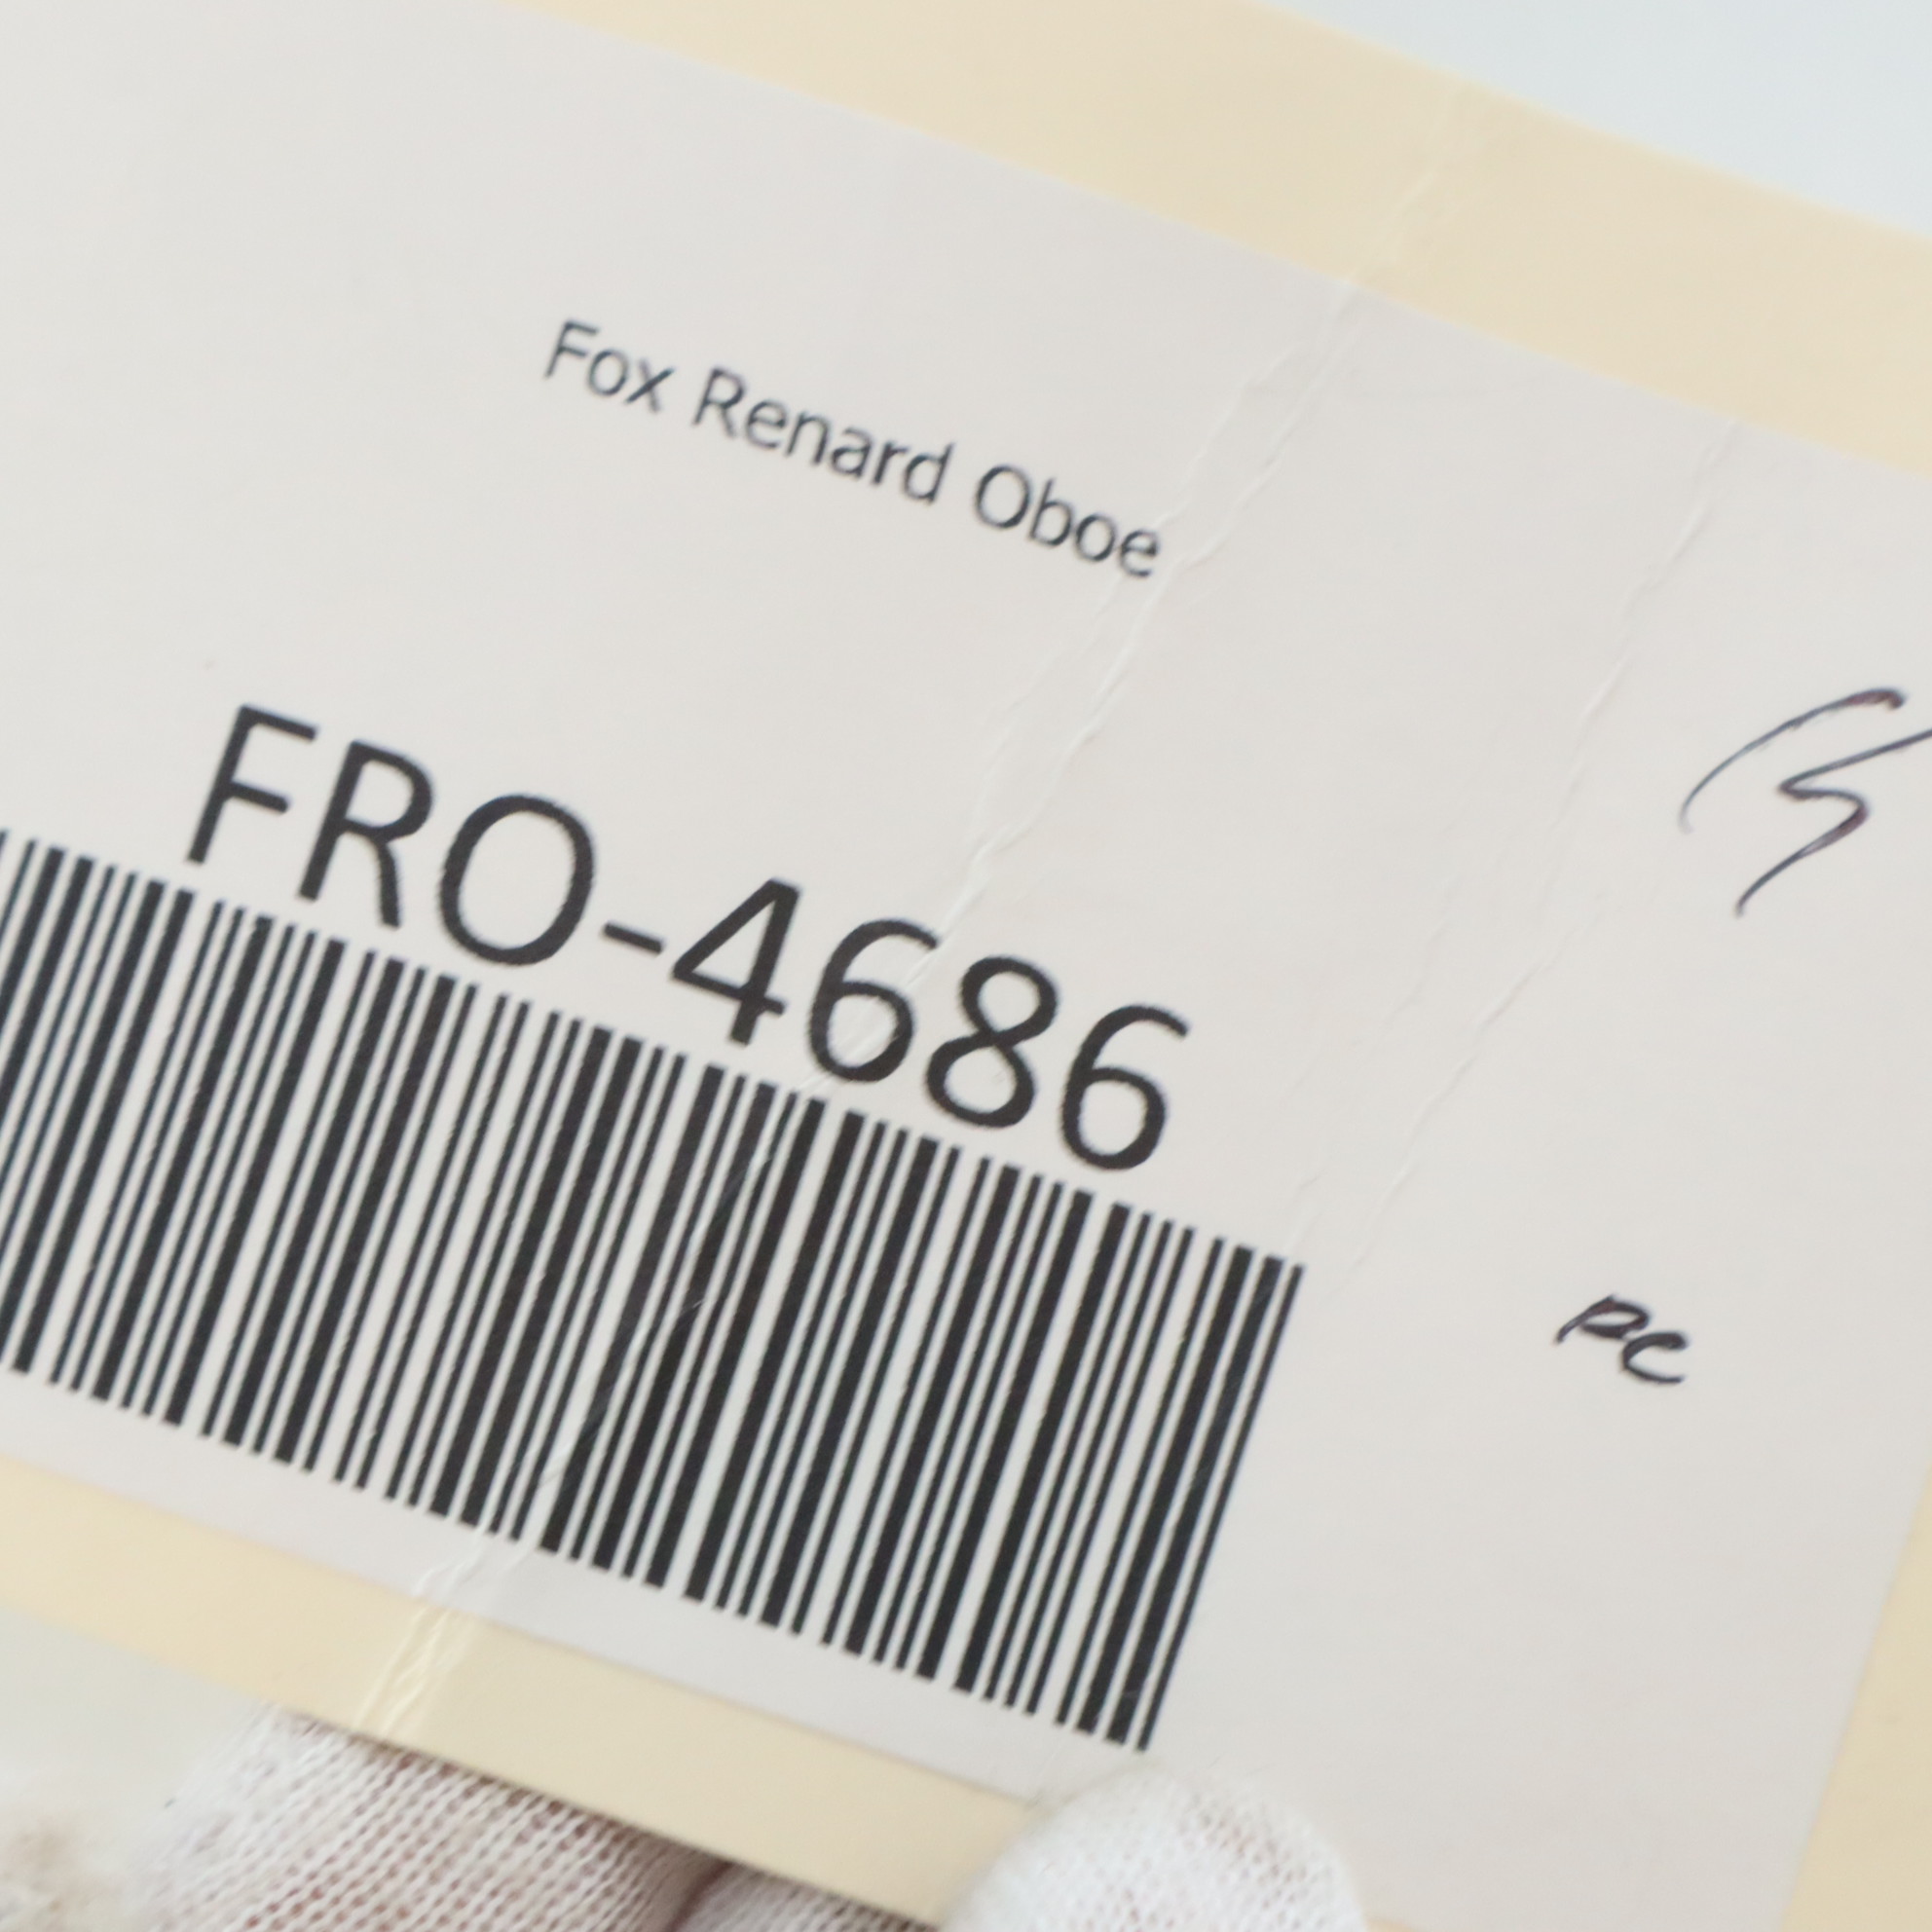 Fox Renard Oboe
FRO-4686
PC